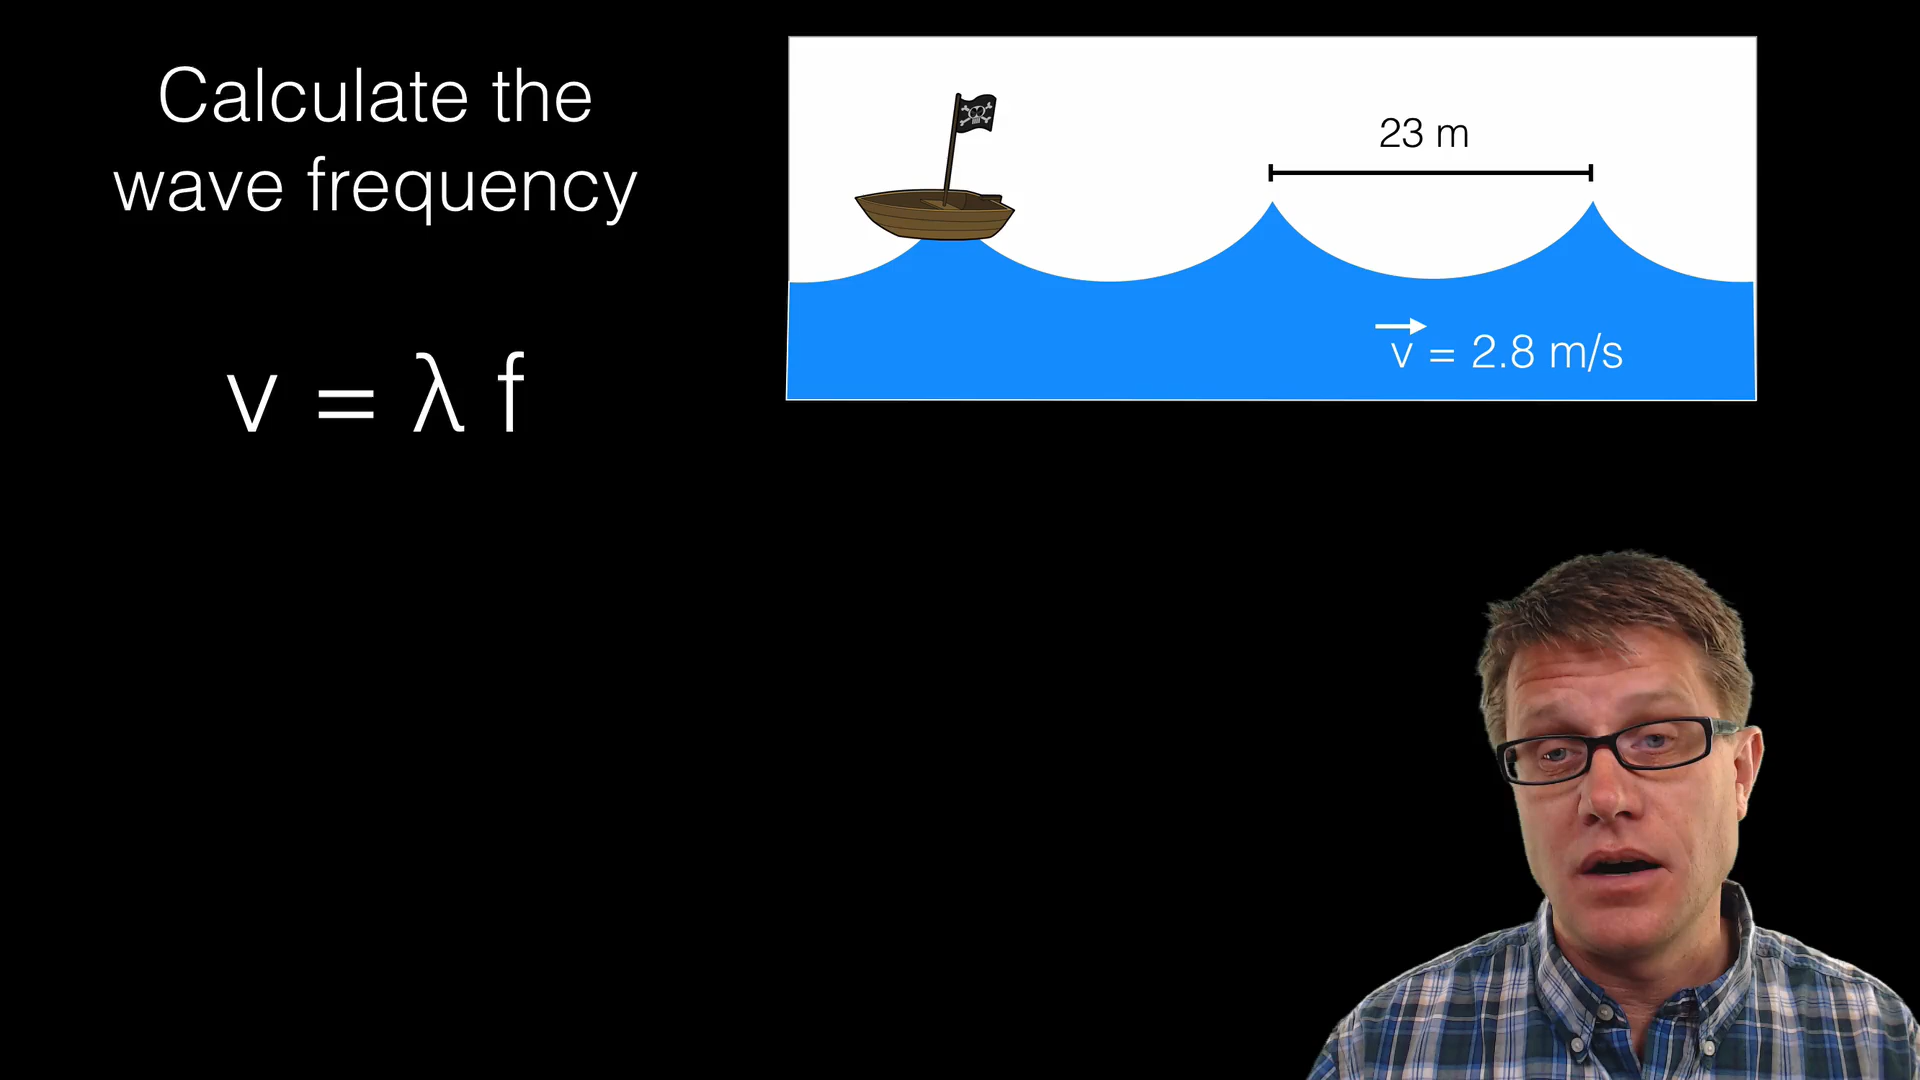 Calculate the
wave frequency
v = λ f
23 m
v = 2.8 m/s